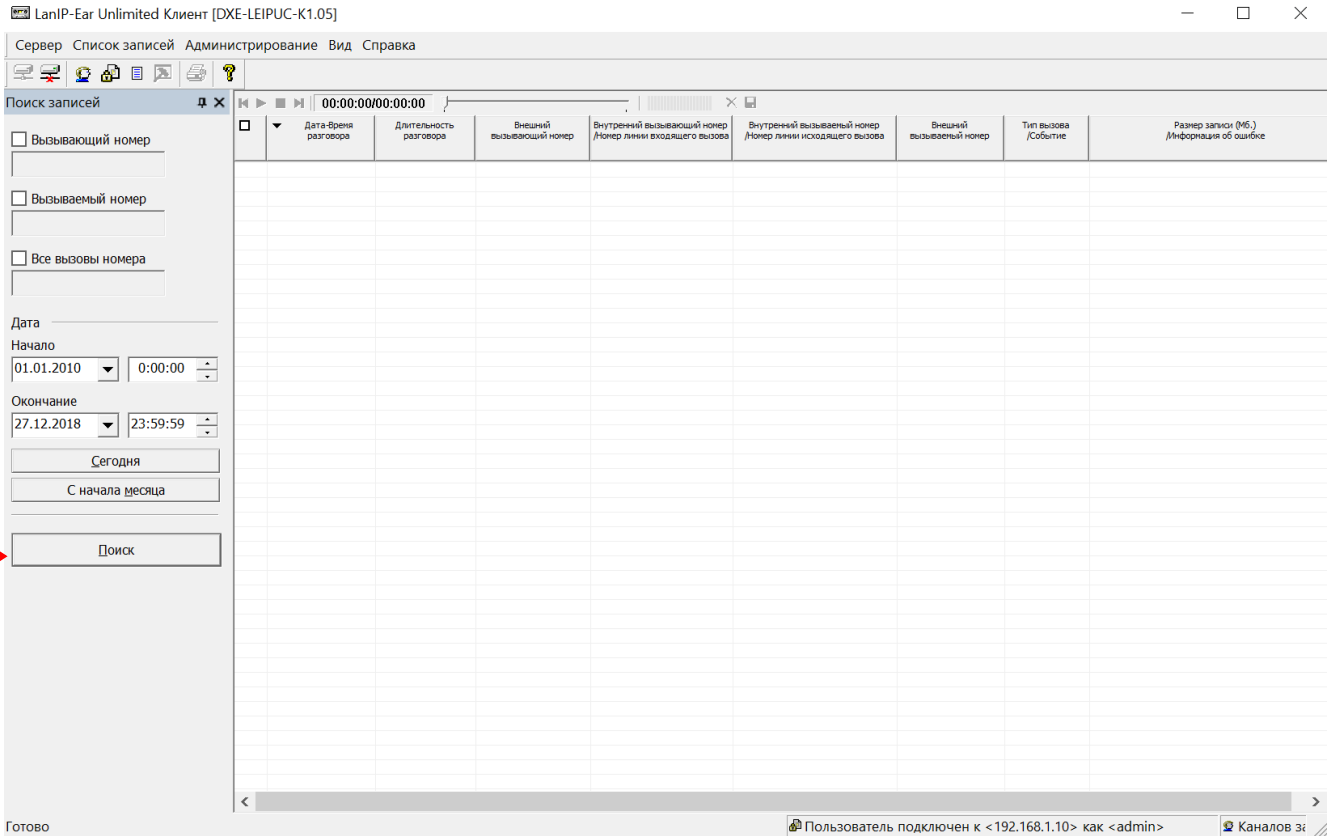 LanIP-Ear Unlimited Клиент [DXE-LEIPUC-K1.05]
Сервер Список записей Администрирование Вид Справка
Поиск записей
00:00:00/00:00:00
Вызывающий номер
Вызываемый номер
Все вызовы номера
Дата
Начало
01.01.2010 0:00:00
Окончание
27.12.2018 23:59:59
Сегодня
С начала месяца
Поиск
Дата-Время
разговора
Длительность
разговора
Внешний
вызывающий номер
Внутренний вызывающий номер
/Номер линии входящего вызова
Внутренний вызываемый номер
/Номер линии исходящего вызова
Внешний
вызываемый номер
Тип вызова
/Событие
Размер записи (Мб.)
/Информация об ошибке
Готово
Пользователь подключен к <192.168.1.10> как <admin>
Каналов за